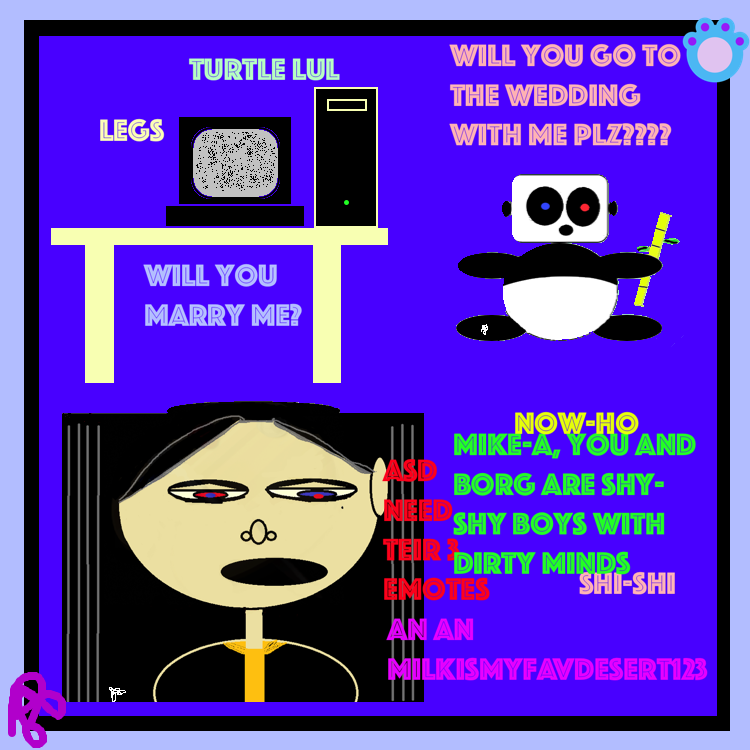 TURTLE LUL
LEGS
WILL YOU
MARRY ME?
WILL YOU GO TO
THE WEDDING
WITH ME PLZ????
ASD
NEED
TEIR 3
EMOTES
AN AN
MILKISMYFAVDESERT123
NOW-HO
MIKE-A, YOU AND
BORG ARE SHY-
SHY BOYS WITH
DIRTY MINDS
SHI-SHI